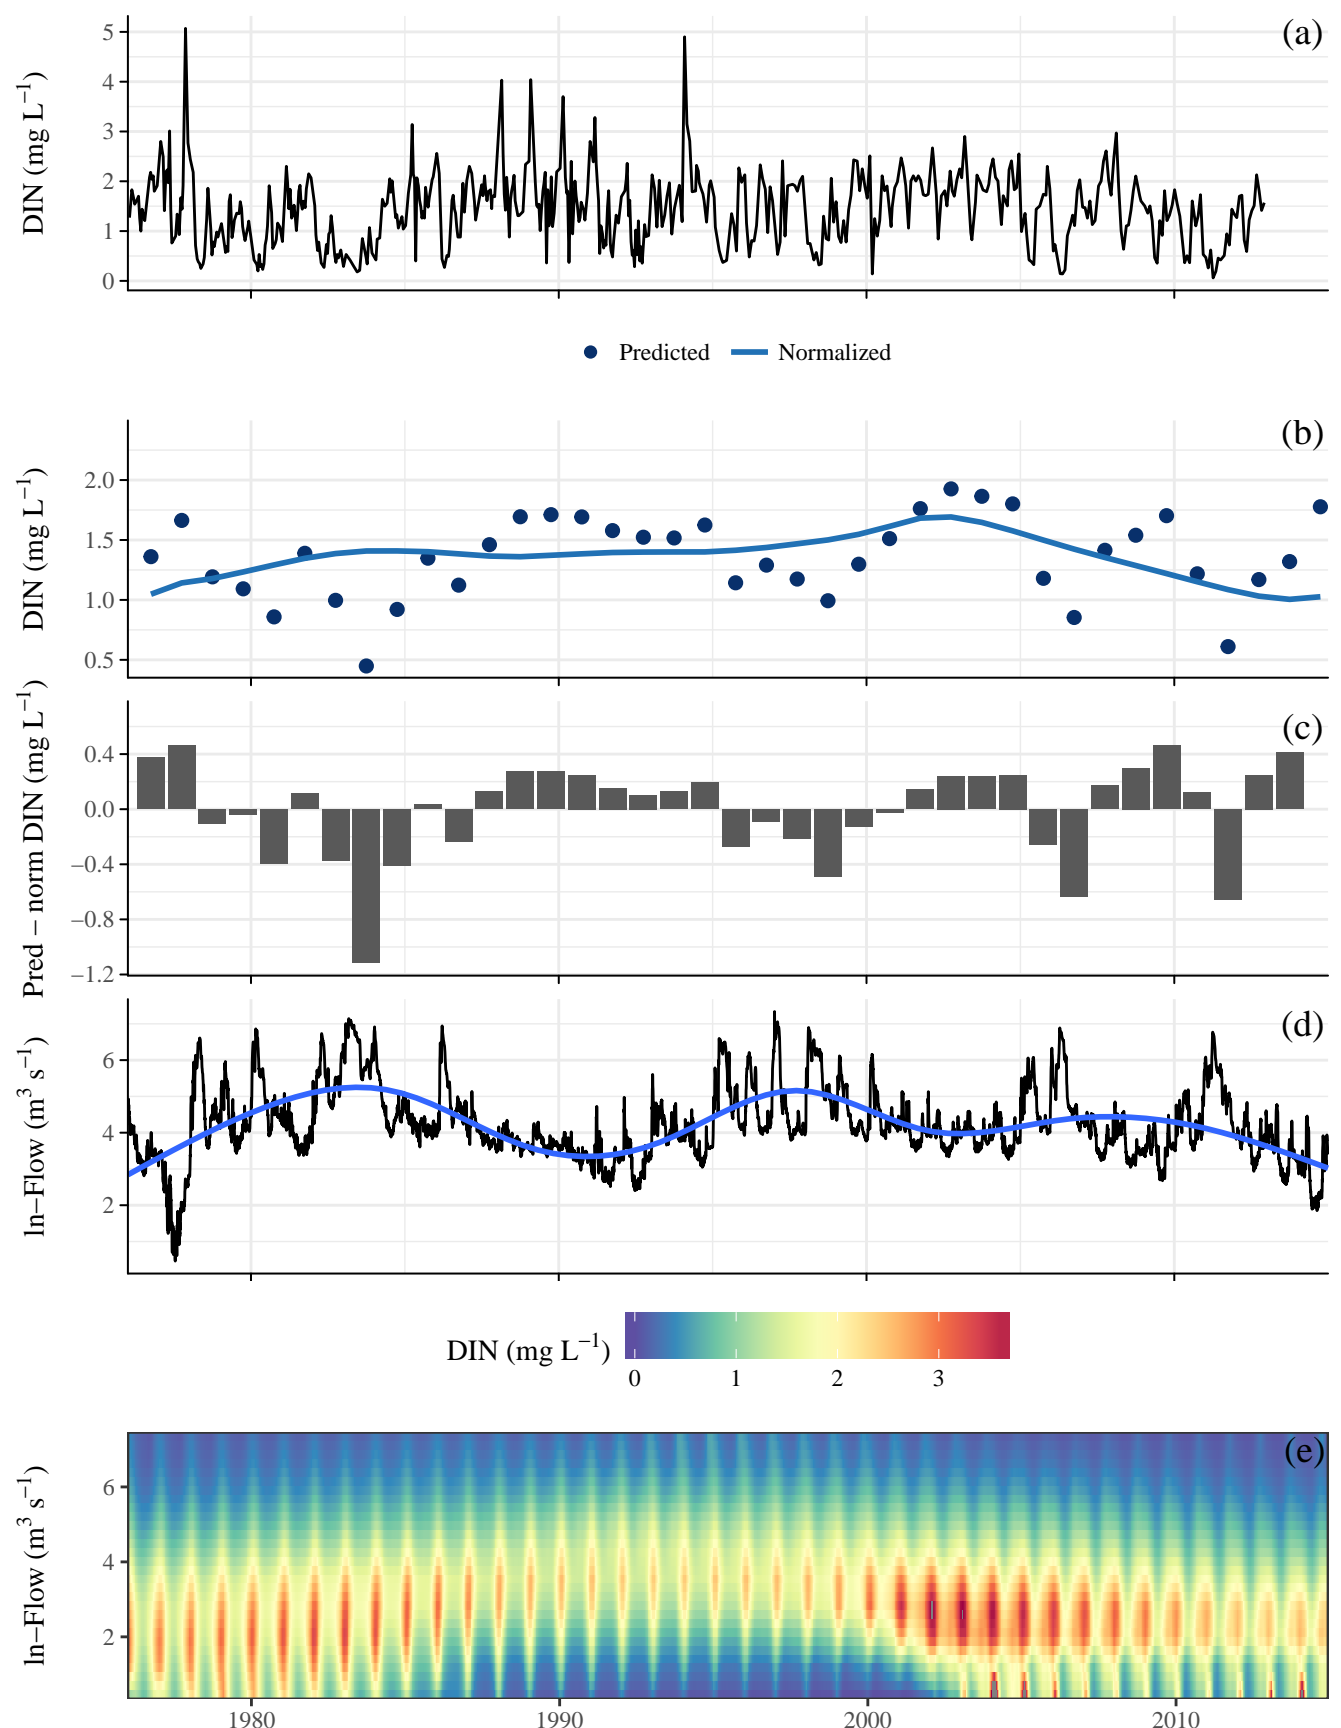 (a)
DIN (mg L⁻¹)
5
4
3
2
1
0
Predicted Normalized
(b)
DIN (mg L⁻¹)
2.0
1.5
1.0
0.5
(c)
Pred − norm DIN (mg L⁻¹)
0.4
0.0
−0.4
−0.8
−1.2
(d)
ln−Flow (m³ s⁻¹)
6
4
2
DIN (mg L⁻¹)
0 1 2 3
(e)
ln−Flow (m³ s⁻¹)
6
4
2
1980 1990 2000 2010